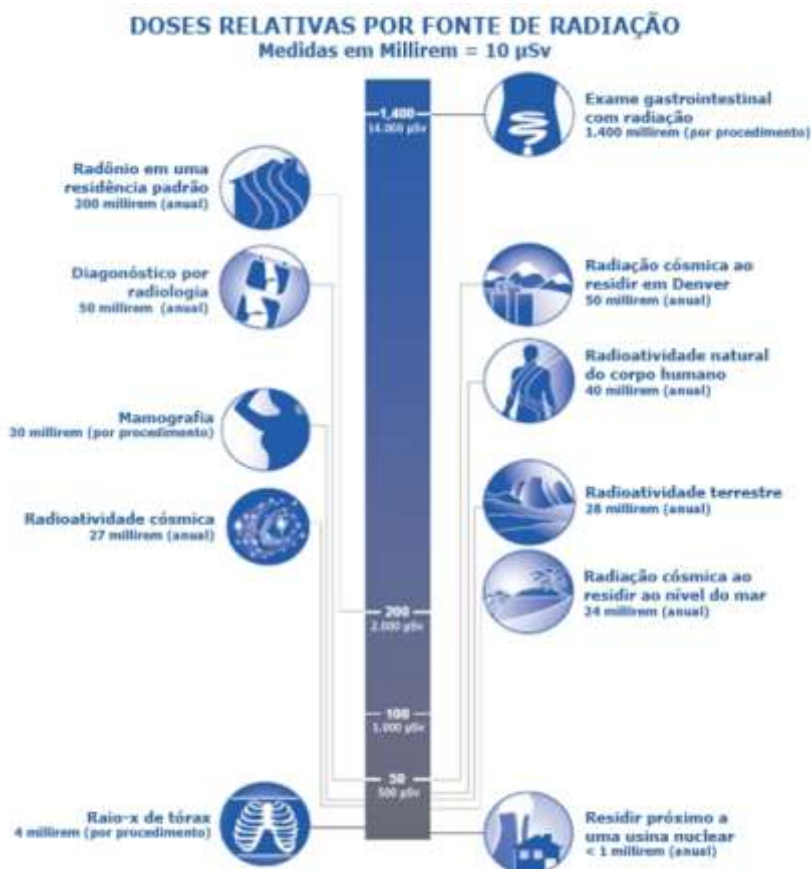 DOSES RELATIVAS POR FONTE DE RADIAÇÃO
Medidas em Millirem = 10 µSv
1,400
14.000 µSv
Exame gastrointestinal
com radiação
1.400 millirem (por procedimento)
Radônio em uma
residência padrão
200 millirem (anual)
Diagonóstico por
radiologia
50 millirem (anual)
Radiação cósmica ao
residir em Denver
50 millirem (anual)
Radioatividade natural
do corpo humano
40 millirem (anual)
Mamografia
30 millirem (por procedimento)
Radioatividade cósmica
27 millirem (anual)
Radioatividade terrestre
28 millirem (anual)
Radiação cósmica ao
residir ao nível do mar
24 millirem (anual)
200
2.000 µSv
100
1.000 µSv
50
500 µSv
Raio-x de tórax
4 millirem (por procedimento)
Residir próximo a
uma usina nuclear
< 1 millirem (anual)